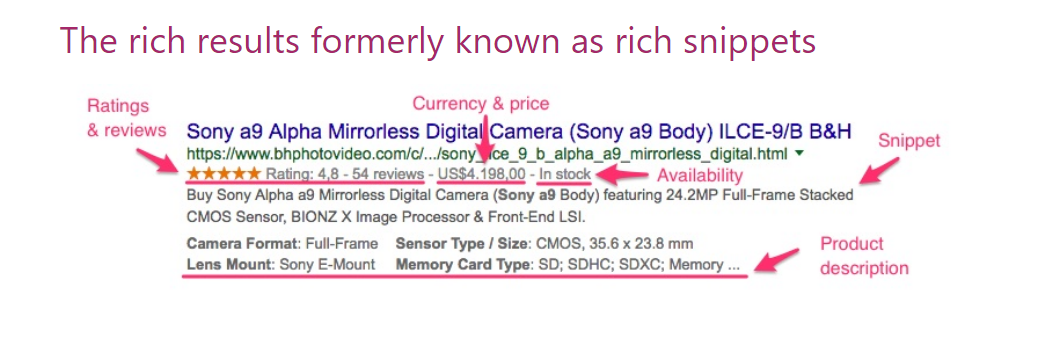 The rich results formerly known as rich snippets
Ratings
& reviews
Currency & price
Sony a9 Alpha Mirrorless Digital Camera (Sony a9 Body) ILCE-9/B B&H
https://www.bhphotovideo.com/c/.../sony_ice_9_b_alpha_a9_mirrorless_digital.html
Snippet
★★★★★ Rating: 4,8 - 54 reviews - US$4.198,00 - In stock
Availability
Buy Sony Alpha a9 Mirrorless Digital Camera (Sony a9 Body) featuring 24.2MP Full-Frame Stacked
CMOS Sensor, BIONZ X Image Processor & Front-End LSI.
Camera Format: Full-Frame Sensor Type / Size: CMOS, 35.6 x 23.8 mm
Lens Mount: Sony E-Mount Memory Card Type: SD; SDHC; SDXC; Memory ...
Product
description